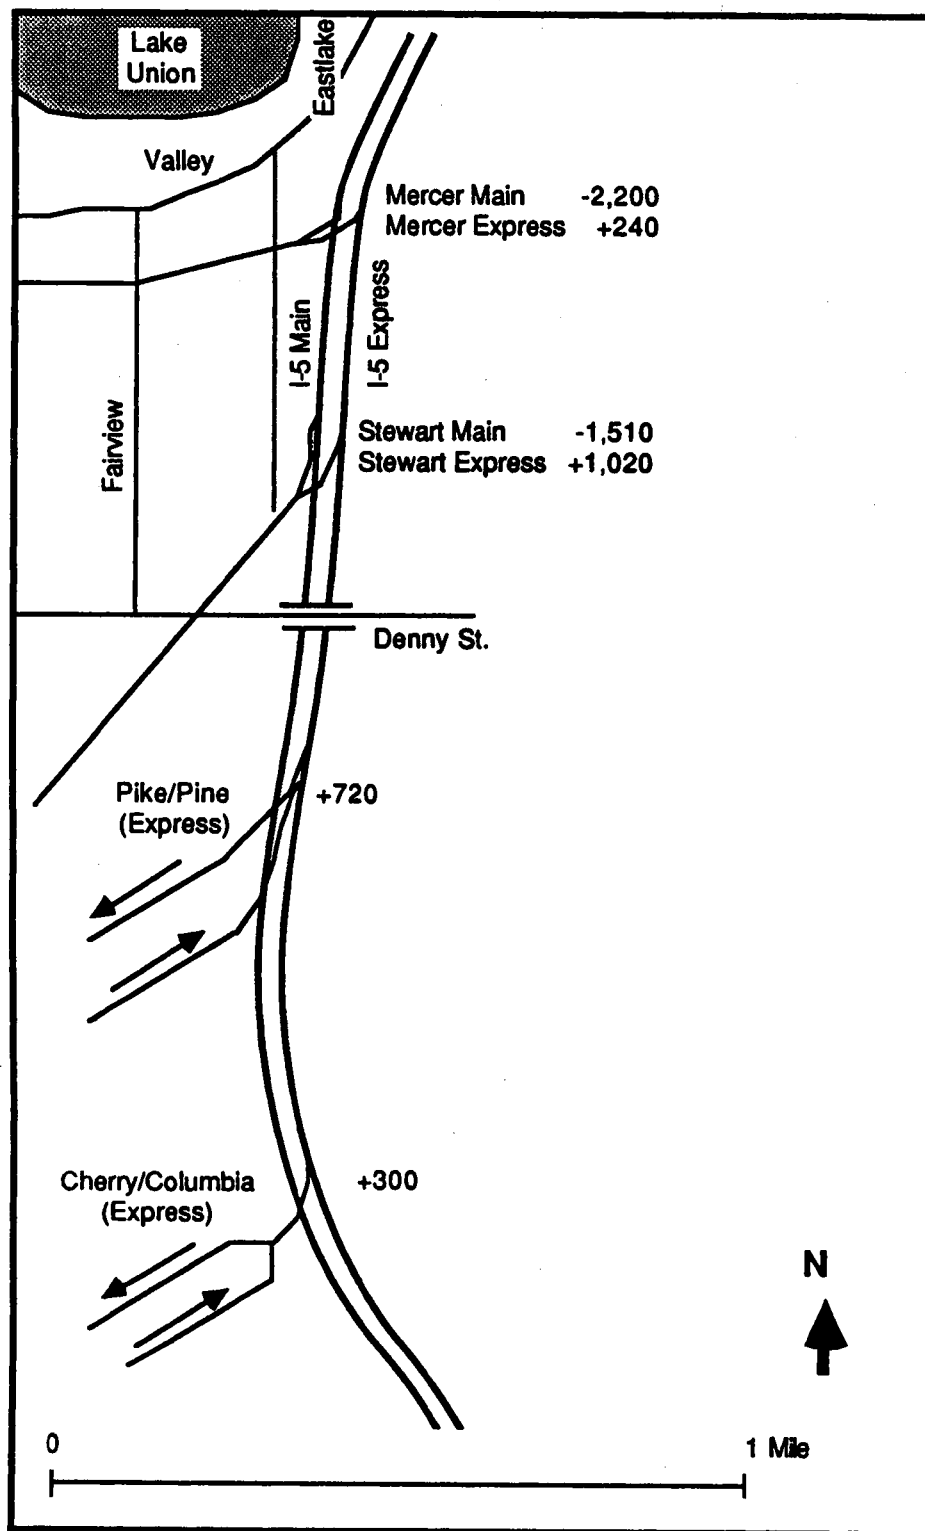 Lake
Union
Eastlake
Valley
Mercer Main -2,200
Mercer Express +240
I-5 Main
I-5 Express
Fairview
Stewart Main -1,510
Stewart Express +1,020
Denny St.
Pike/Pine
(Express)
+720
Cherry/Columbia
(Express)
+300
N
0
1 Mile